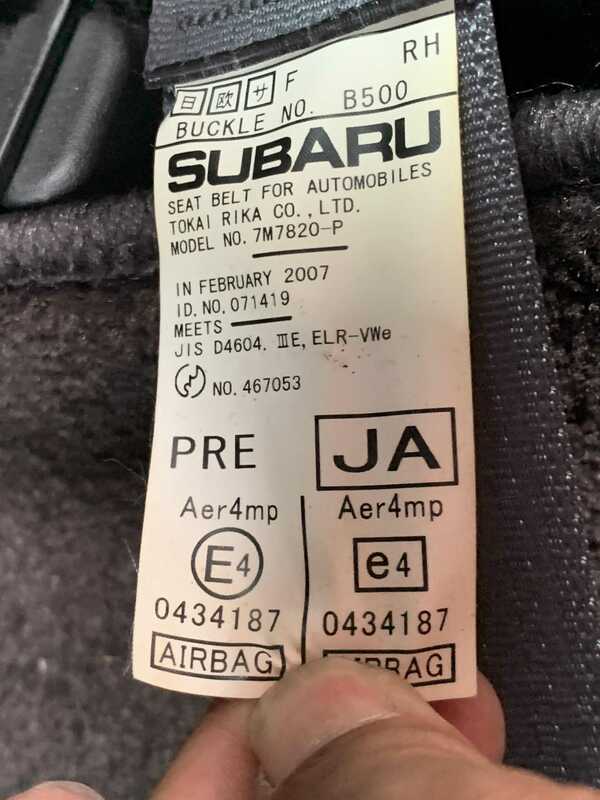 日 欧 サ F RH
BUCKLE NO. B500
SUBARU
SEAT BELT FOR AUTOMOBILES
TOKAI RIKA CO., LTD.
MODEL NO. 7M7820-P
IN FEBRUARY 2007
ID. NO. 071419
MEETS
JIS D4604. ⅢE, ELR-VWe
NO. 467053
PRE JA
Aer4mp Aer4mp
E4 e4
0434187 0434187
AIRBAG AIRBAG